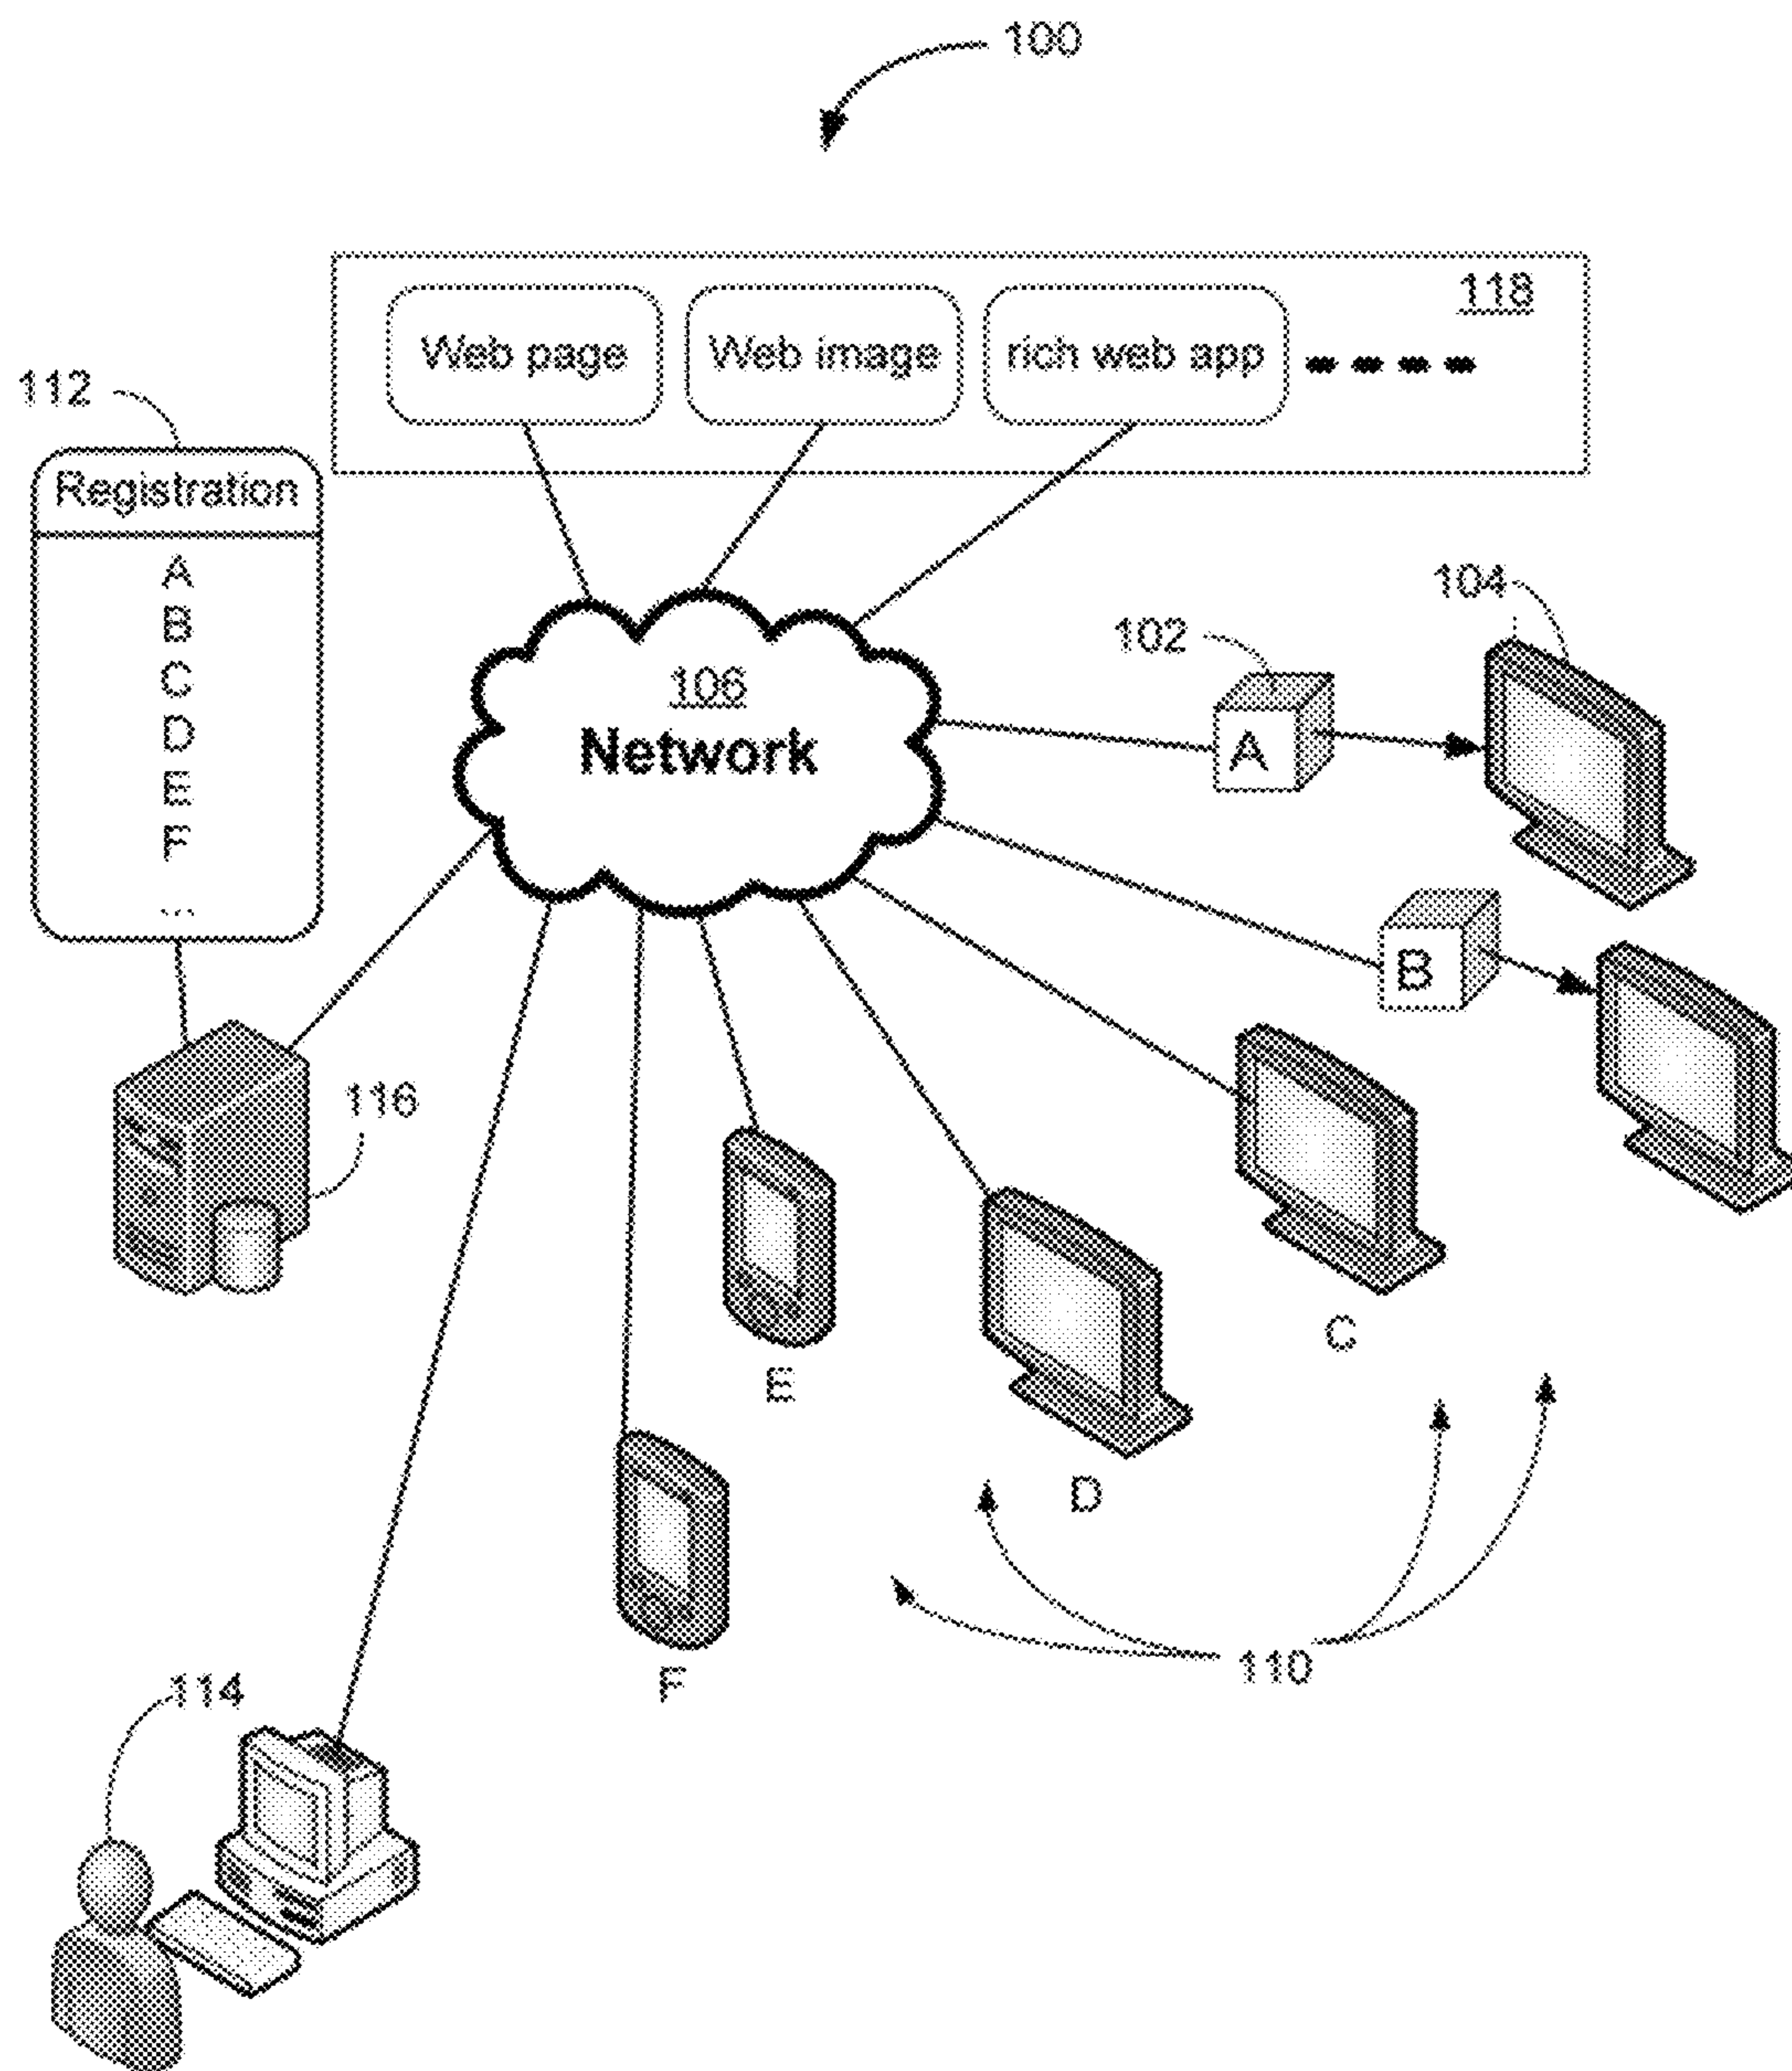 100
118
Web page
Web image
rich web app
112
Registration
A
B
C
D
E
F
...
106
Network
102
104
A
B
116
C
E
D
F
110
114